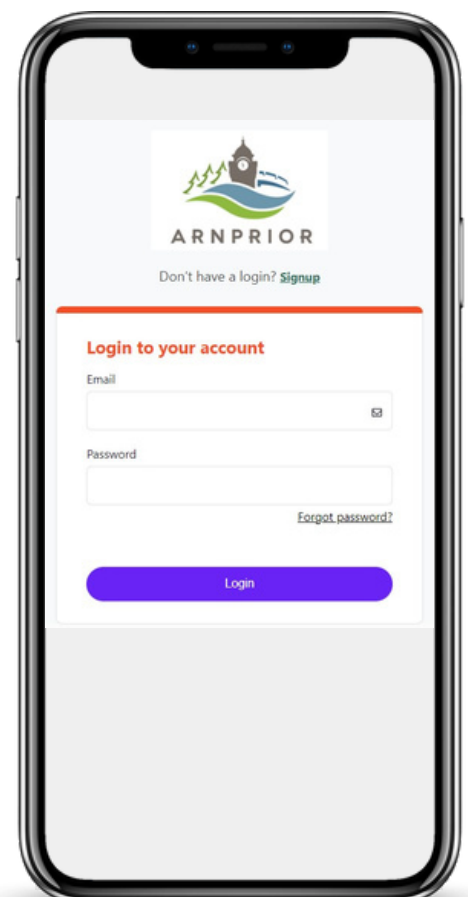 ARNPRIOR
Don't have a login? Signup
Login to your account
Email
Password
Forgot password?
Login